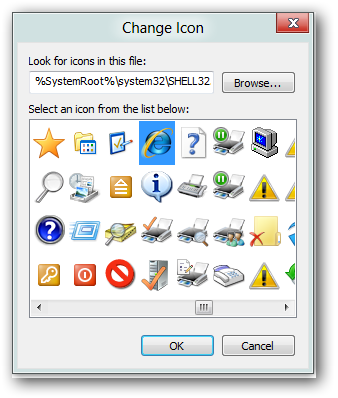 Change Icon
Look for icons in this file:
%SystemRoot%\system32\SHELL32
Browse...
Select an icon from the list below:
OK
Cancel